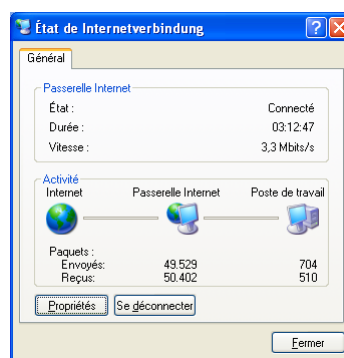 État de Internetverbindung
Général
Passerelle Internet
État : Connecté
Durée : 03:12:47
Vitesse : 3,3 Mbits/s
Activité
Internet Passerelle Internet Poste de travail
Paquets :
Envoyés: 49.529 704
Reçus: 50.402 510
Propriétés Se déconnecter
Fermer